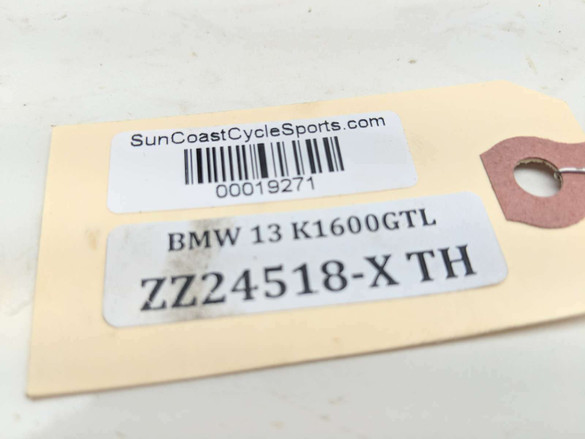 SunCoastCycleSports.com
00019271
BMW 13 K1600GTL
ZZ24518-X TH